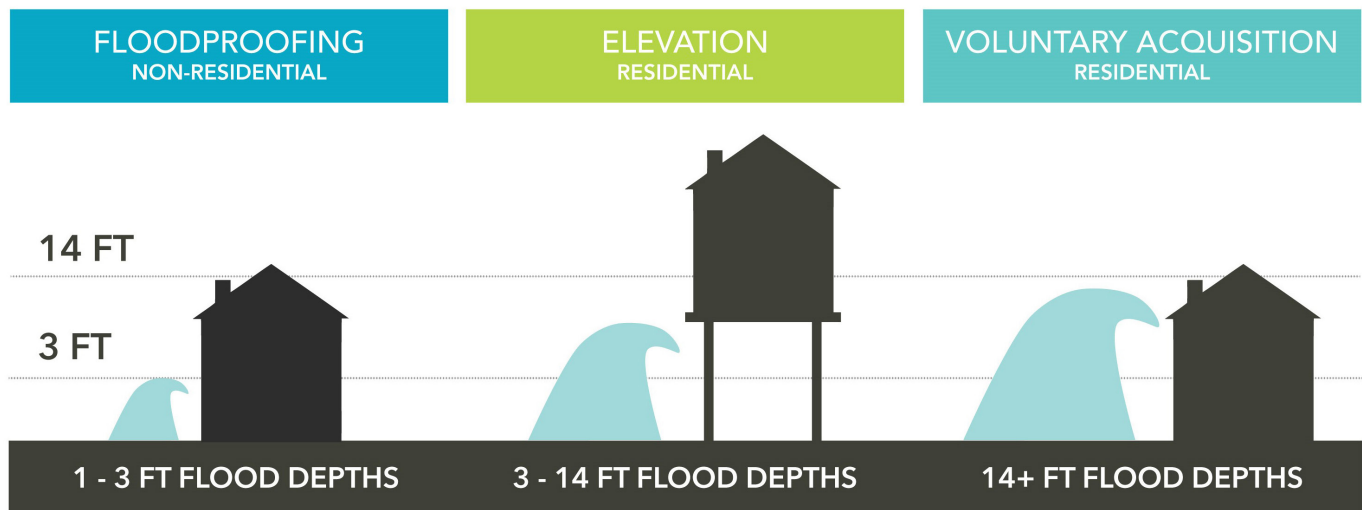 FLOODPROOFING
NON-RESIDENTIAL
ELEVATION
RESIDENTIAL
VOLUNTARY ACQUISITION
RESIDENTIAL
14 FT
3 FT
1 - 3 FT FLOOD DEPTHS
3 - 14 FT FLOOD DEPTHS
14+ FT FLOOD DEPTHS